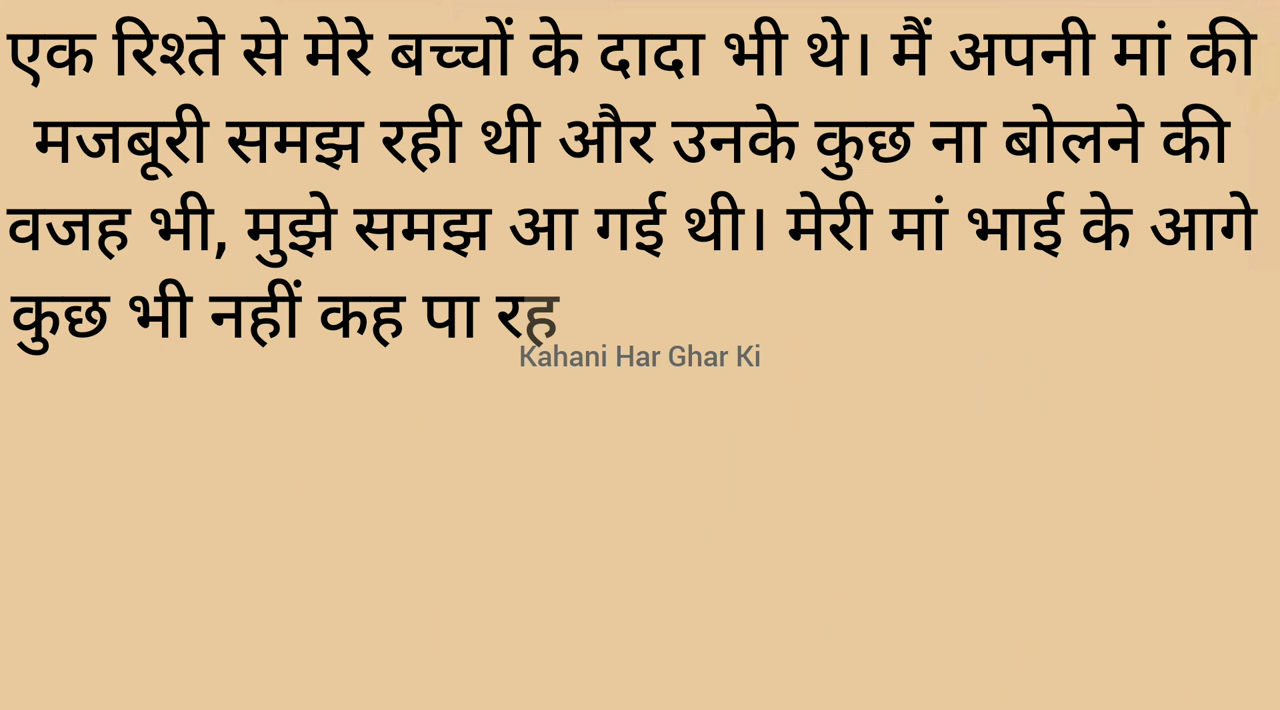 एक रिश्ते से मेरे बच्चों के दादा भी थे। मैं अपनी मां की
मजबूरी समझ रही थी और उनके कुछ ना बोलने की
वजह भी, मुझे समझ आ गई थी। मेरी मां भाई के आगे
कुछ भी नहीं कह पा रह
Kahani Har Ghar Ki